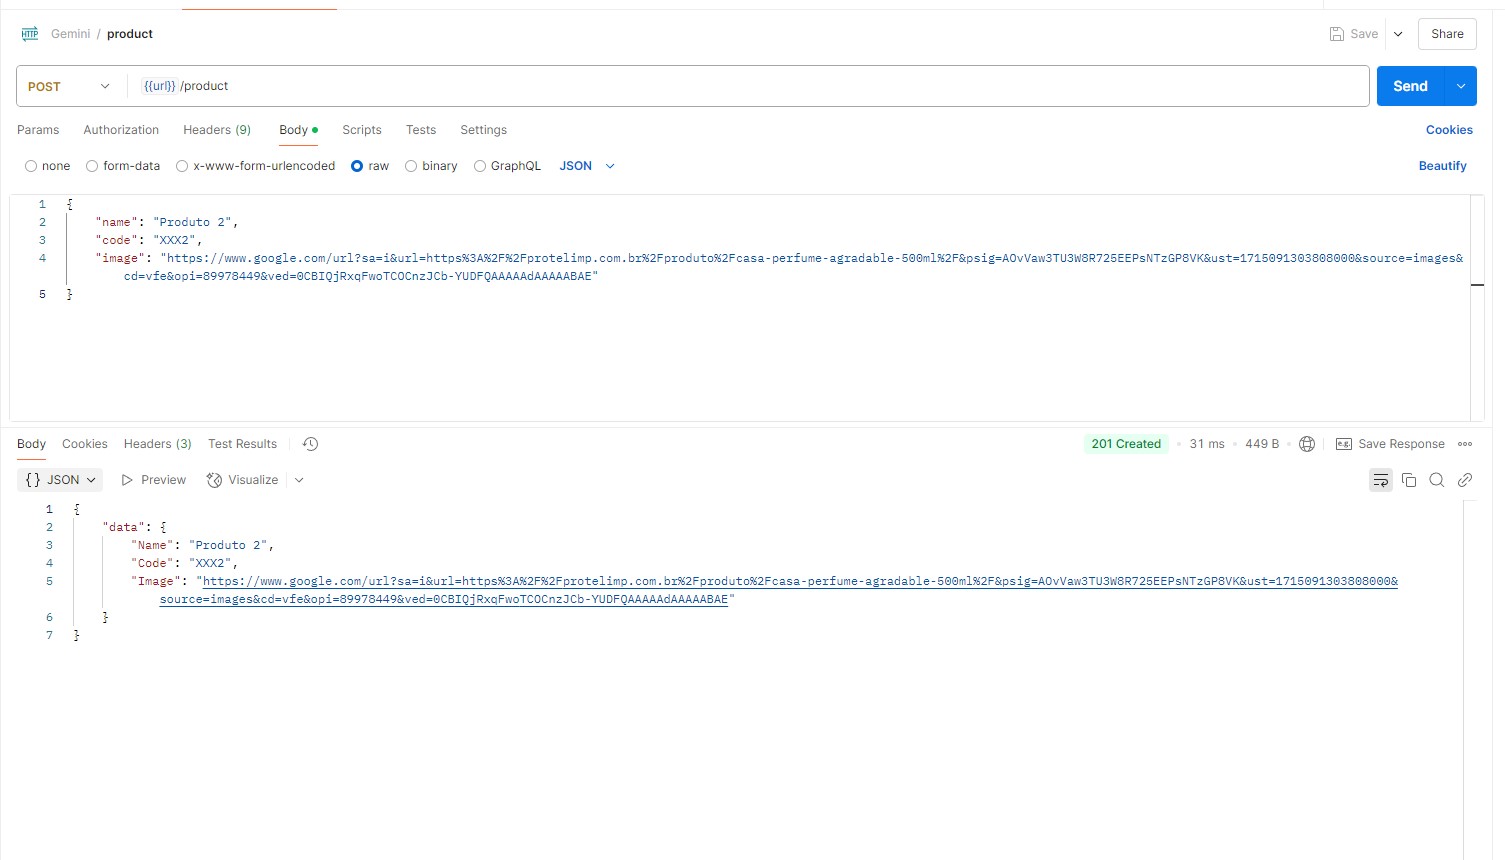 HTTP Gemini / product Save Share
POST {{url}} /product Send
Params Authorization Headers (9) Body Scripts Tests Settings Cookies
none form-data x-www-form-urlencoded raw binary GraphQL JSON Beautify
1 {
2 "name": "Produto 2",
3 "code": "XXX2",
4 "image": "https://www.google.com/url?sa=i&url=https%3A%2F%2Fprotelimp.com.br%2Fproduto%2Fcasa-perfume-agradable-500ml%2F&psig=AOvVaw3TU3W8R725EEPsNTzGP8VK&ust=1715091303808000&source=images&
cd=vfe&opi=89978449&ved=0CBIQjRxqFwoTCOCnzJCb-YUDFQAAAAAdAAAAABAE"
5 }
Body Cookies Headers (3) Test Results 201 Created 31 ms 449 B e.g. Save Response
{} JSON Preview Visualize
1 {
2 "data": {
3 "Name": "Produto 2",
4 "Code": "XXX2",
5 "Image": "https://www.google.com/url?sa=i&url=https%3A%2F%2Fprotelimp.com.br%2Fproduto%2Fcasa-perfume-agradable-500ml%2F&psig=AOvVaw3TU3W8R725EEPsNTzGP8VK&ust=1715091303808000&
source=images&cd=vfe&opi=89978449&ved=0CBIQjRxqFwoTCOCnzJCb-YUDFQAAAAAdAAAAABAE"
6 }
7 }